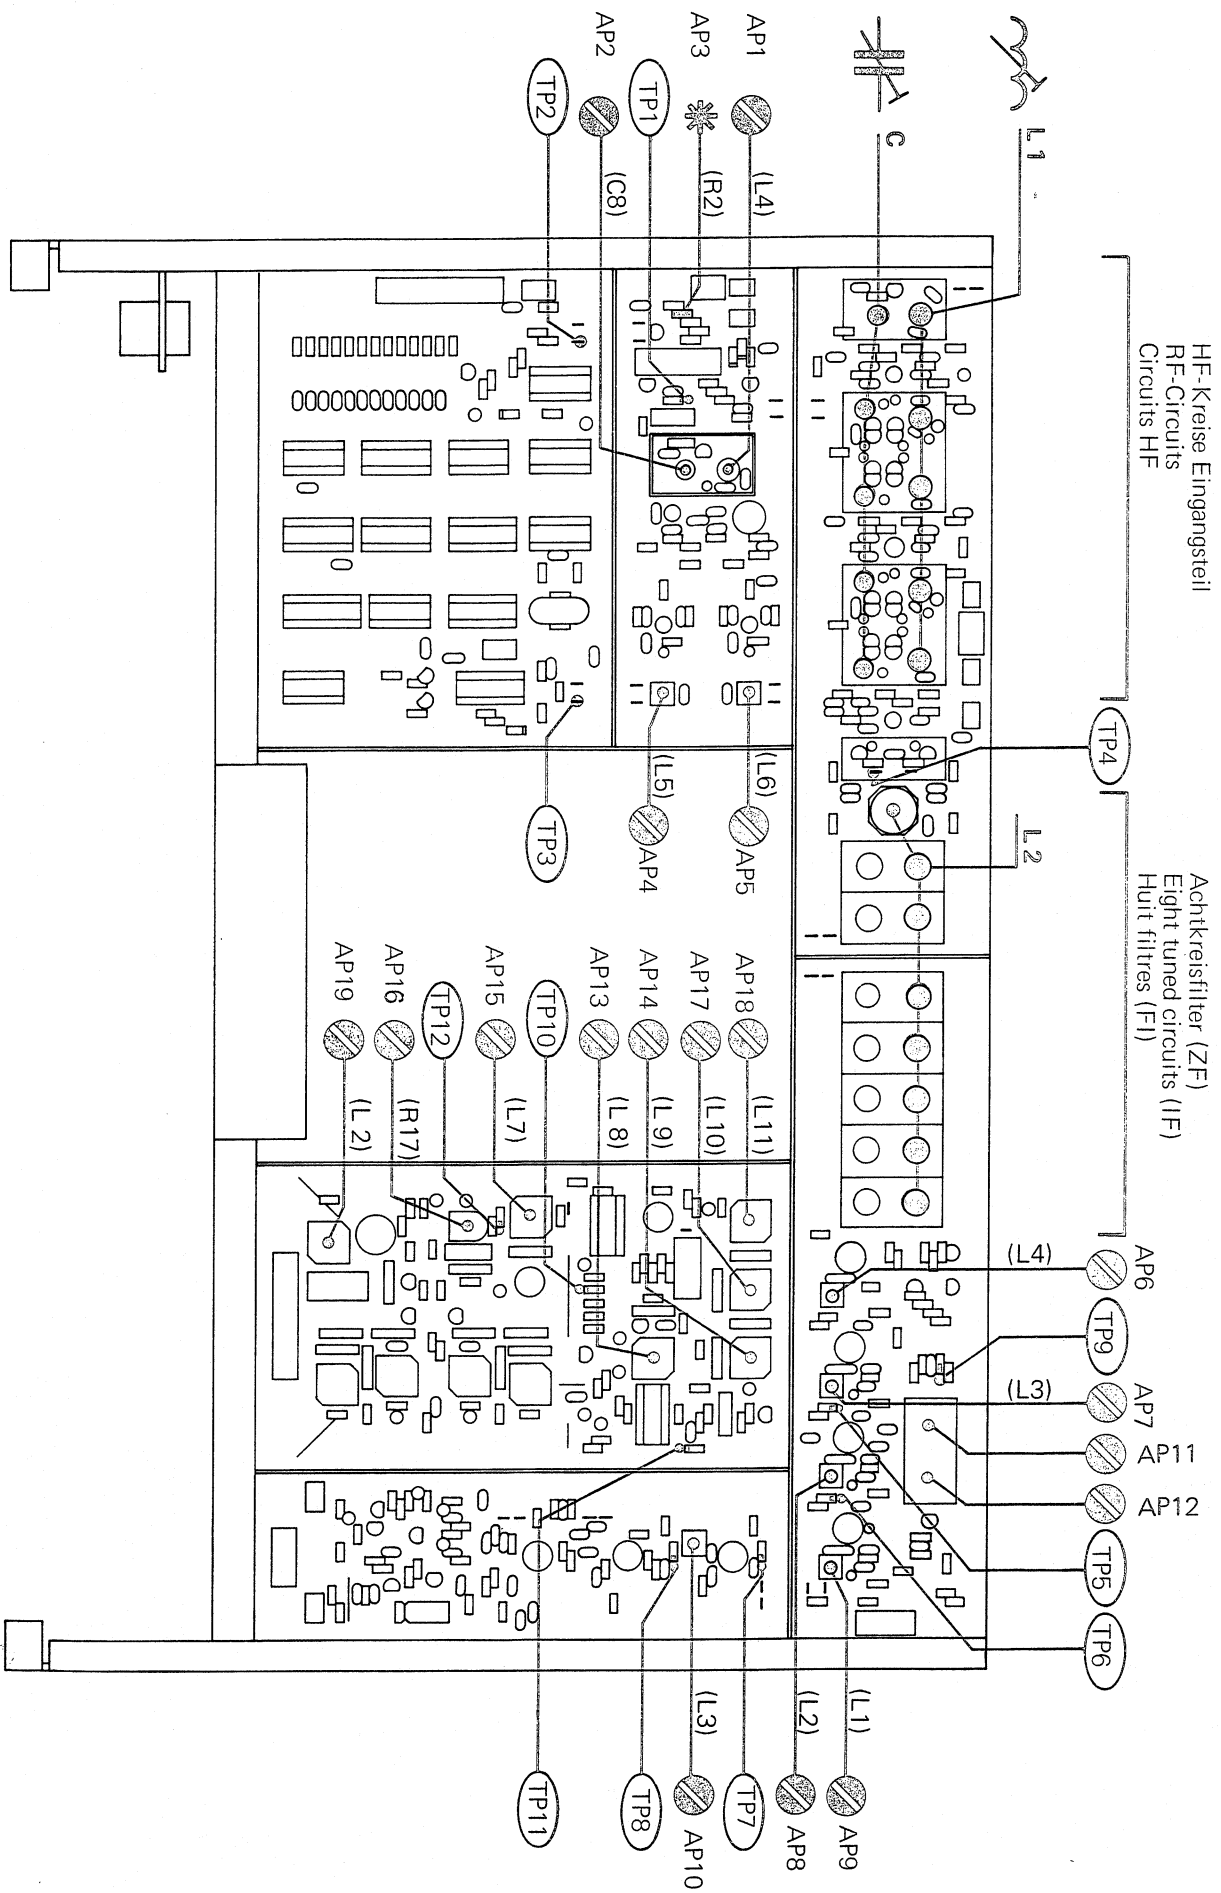 HF-Kreise Eingangsteil
RF-Circuits
Circuits HF
Achtkreisfilter (ZF)
Eight tuned circuits (IF)
Huit filtres (FI)
L1
C
TP4
L2
(L4)
AP6
TP9
(L3)
AP7
AP11
AP12
TP5
TP6
AP1
(L4)
AP3
(R2)
TP1
AP2
(C8)
TP2
(L6)
AP5
(L5)
AP4
TP3
AP18
(L11)
AP17
(L10)
AP14
(L9)
AP13
(L8)
TP10
AP15
(L7)
TP12
AP16
(R17)
AP19
(L2)
(L1)
AP9
(L2)
AP8
TP7
(L3)
AP10
TP8
TP11